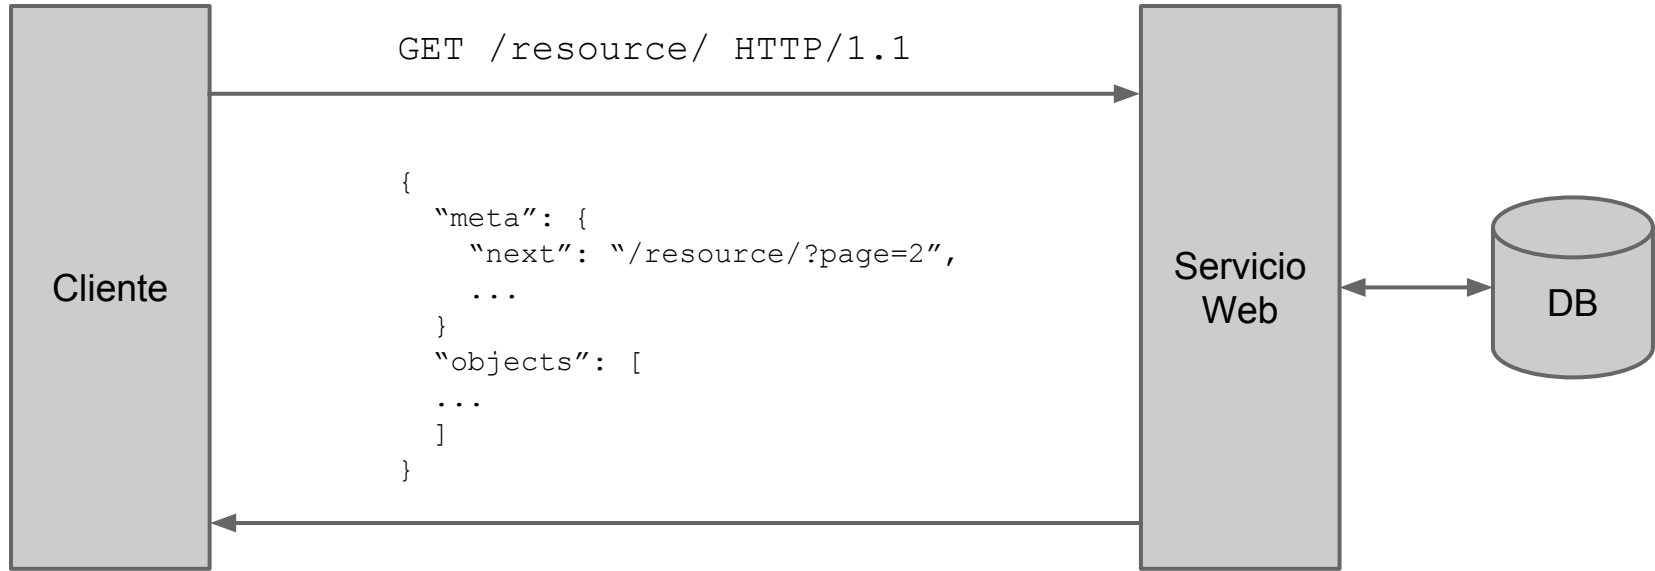 GET /resource/ HTTP/1.1
{
“meta”: {
“next”: “/resource/?page=2”,
...
}
“objects”: [
...
]
}
Cliente
Servicio
Web
DB